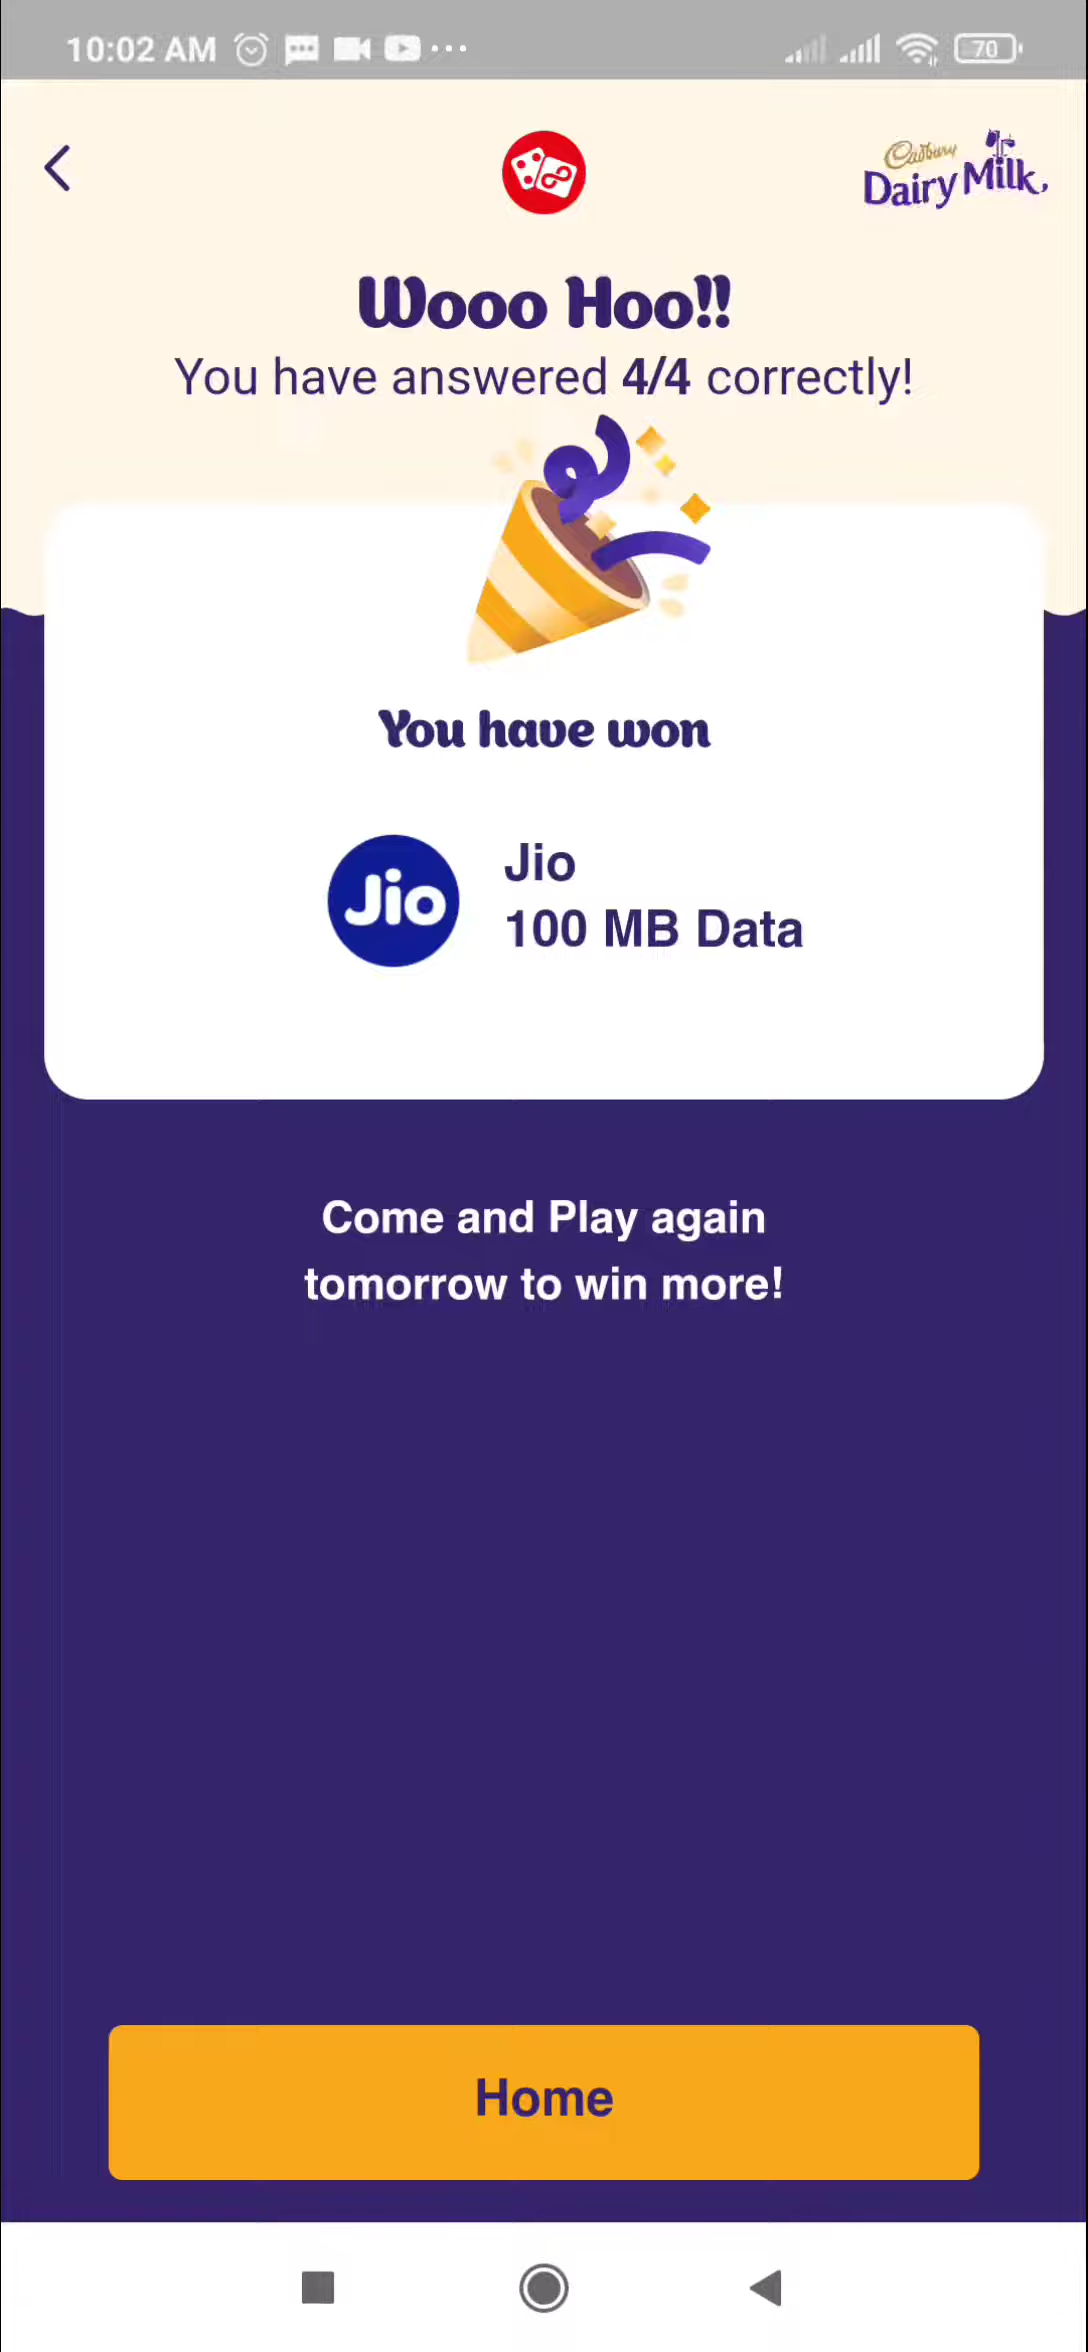 10:02 AM
70
Cadbury
Dairy Milk
Wooo Hoo!!
You have answered 4/4 correctly!
You have won
Jio
Jio
100 MB Data
Come and Play again
tomorrow to win more!
Home